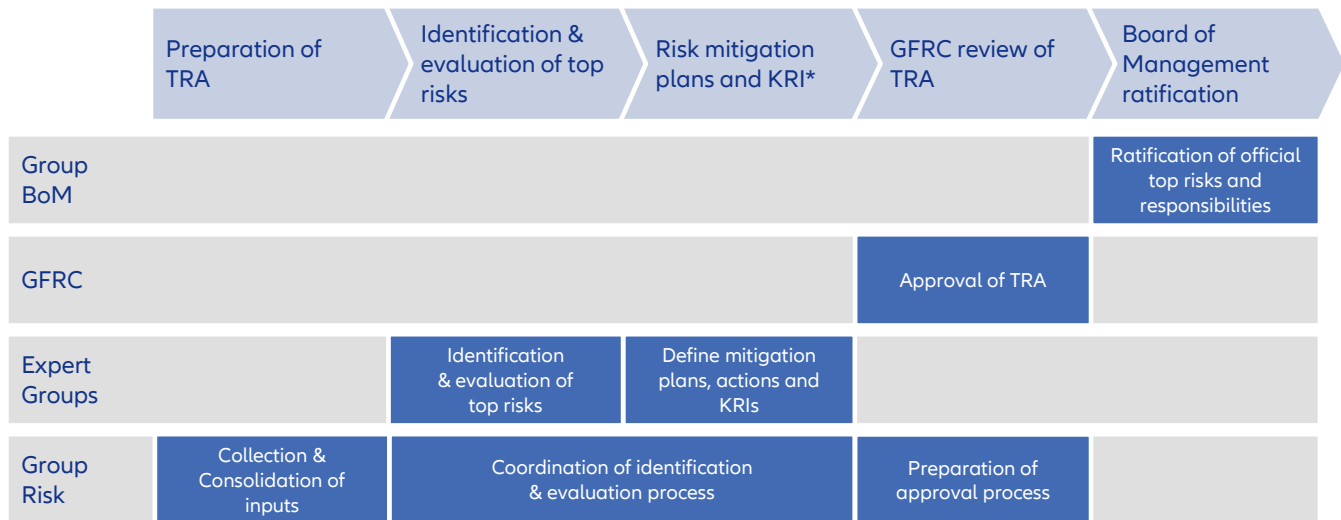 Preparation of
TRA
Identification &
evaluation of top
risks
Risk mitigation
plans and KRI*
GFRC review of
TRA
Board of
Management
ratification
Group
BoM
Ratification of official
top risks and
responsibilities
GFRC
Approval of TRA
Expert
Groups
Identification
& evaluation of
top risks
Define mitigation
plans, actions and
KRIs
Group
Risk
Collection &
Consolidation of
inputs
Coordination of identification
& evaluation process
Preparation of
approval process